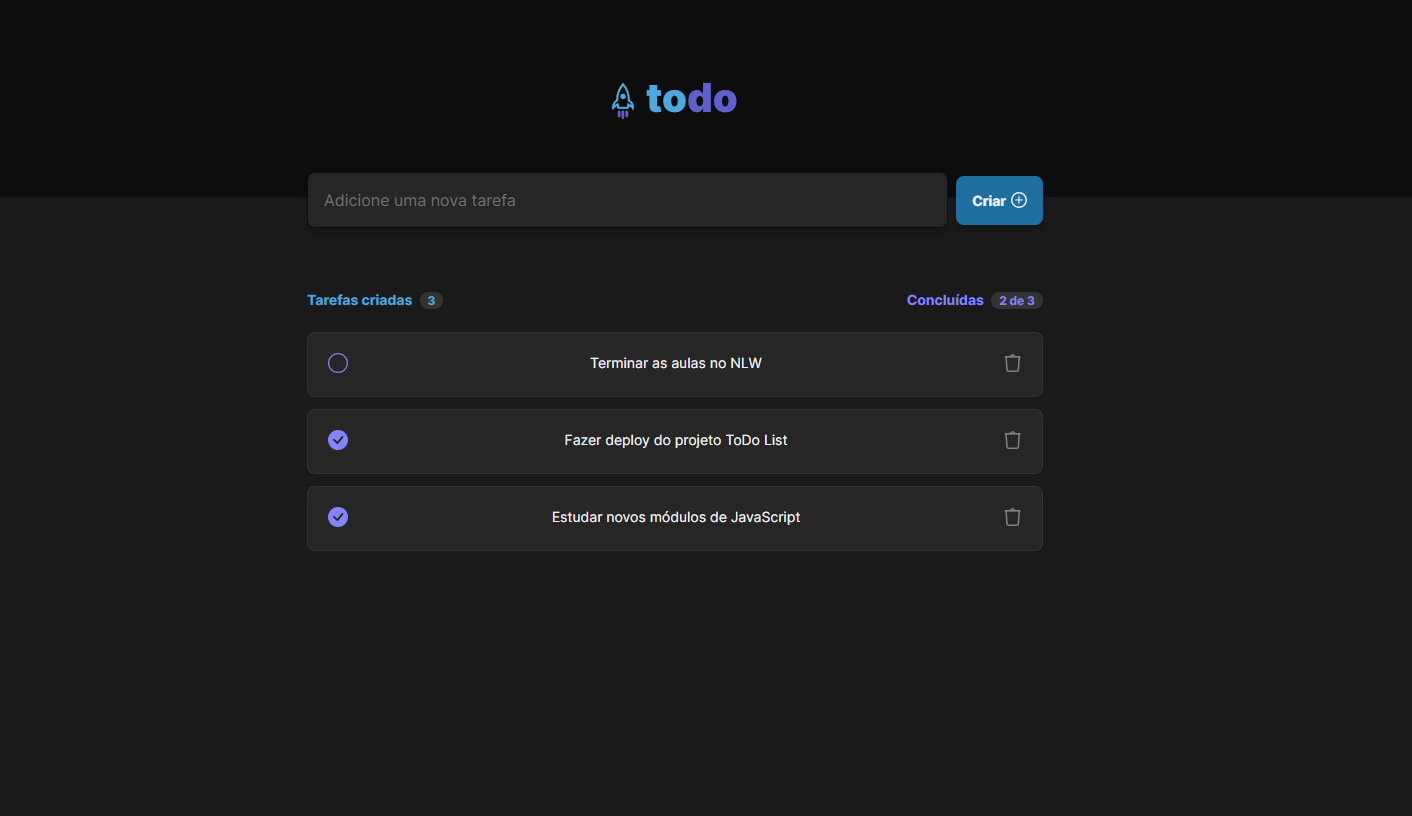 todo
Adicione uma nova tarefa
Criar
Tarefas criadas 3
Concluídas 2 de 3
Terminar as aulas no NLW
Fazer deploy do projeto ToDo List
Estudar novos módulos de JavaScript